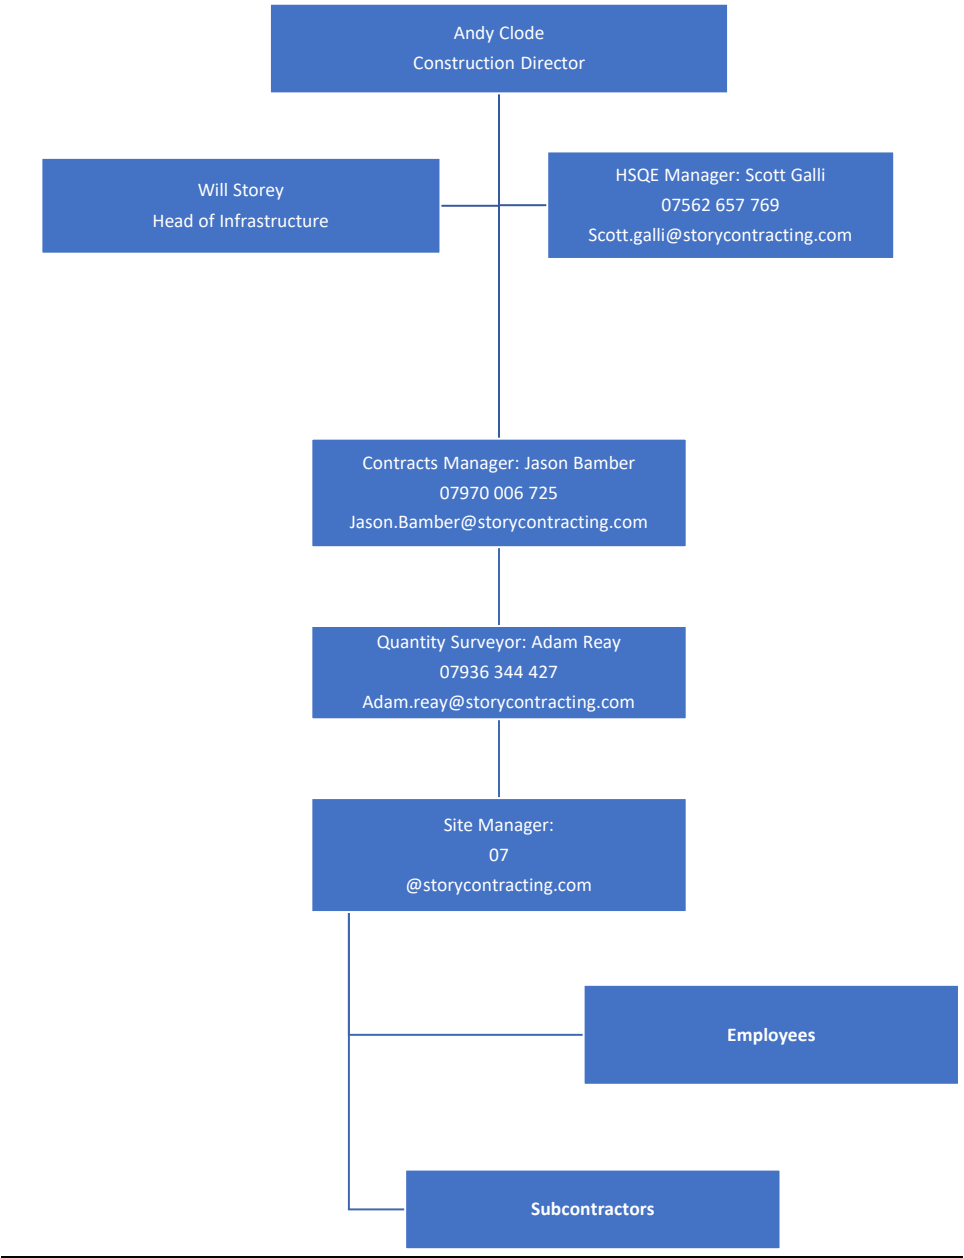 Andy Clode
Construction Director
Will Storey
Head of Infrastructure
HSQE Manager: Scott Galli
07562 657 769
Scott.galli@storycontracting.com
Contracts Manager: Jason Bamber
07970 006 725
Jason.Bamber@storycontracting.com
Quantity Surveyor: Adam Reay
07936 344 427
Adam.reay@storycontracting.com
Site Manager:
07
@storycontracting.com
Employees
Subcontractors